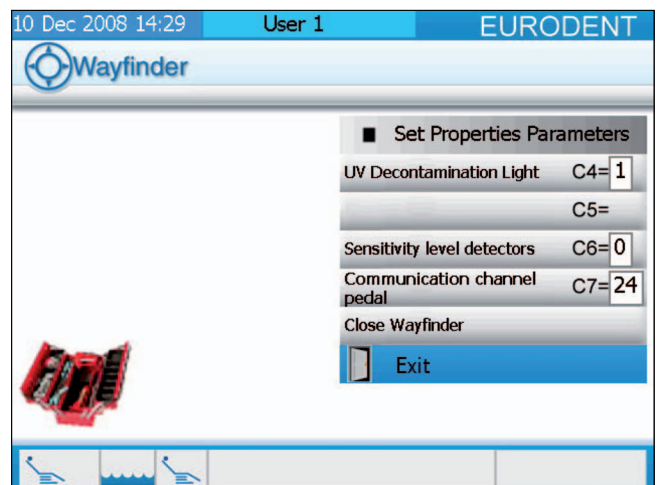 10 Dec 2008 14:29 User 1 EURODENT
Wayfinder
Set Properties Parameters
UV Decontamination Light C4= 1
C5=
Sensitivity level detectors C6= 0
Communication channel pedal C7= 24
Close Wayfinder
Exit